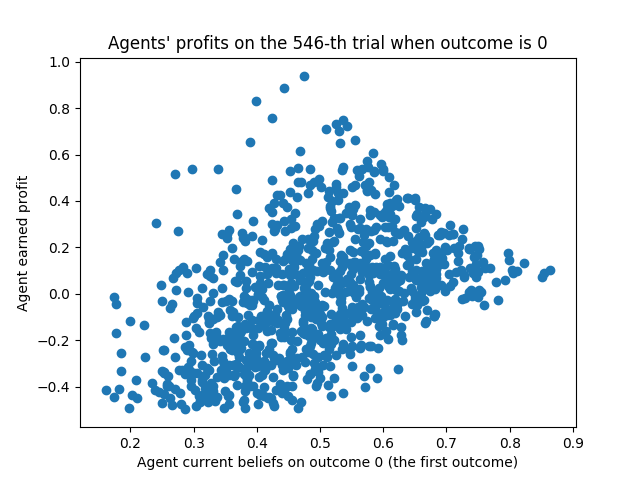 Agents' profits on the 546-th trial when outcome is 0
1.0
0.8
0.6
0.4
0.2
0.0
−0.2
−0.4
Agent earned profit
0.2 0.3 0.4 0.5 0.6 0.7 0.8 0.9
Agent current beliefs on outcome 0 (the first outcome)